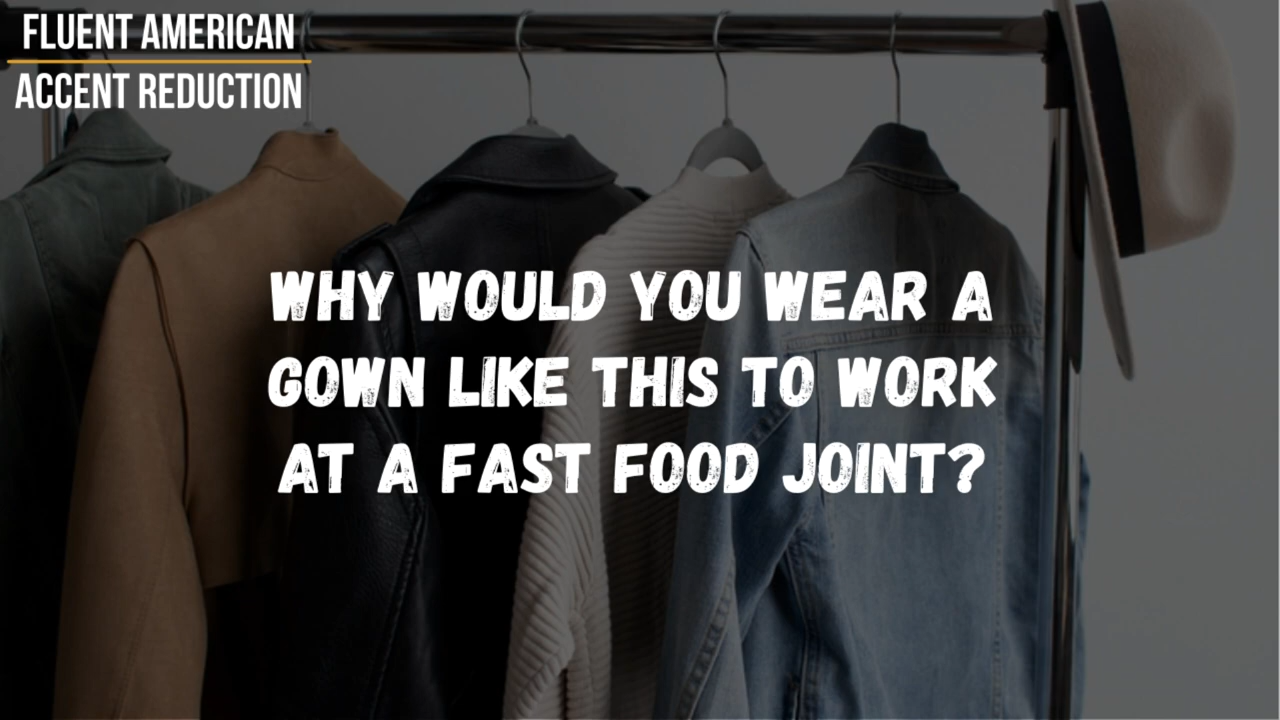 FLUENT AMERICAN
ACCENT REDUCTION
WHY WOULD YOU WEAR A
GOWN LIKE THIS TO WORK
AT A FAST FOOD JOINT?